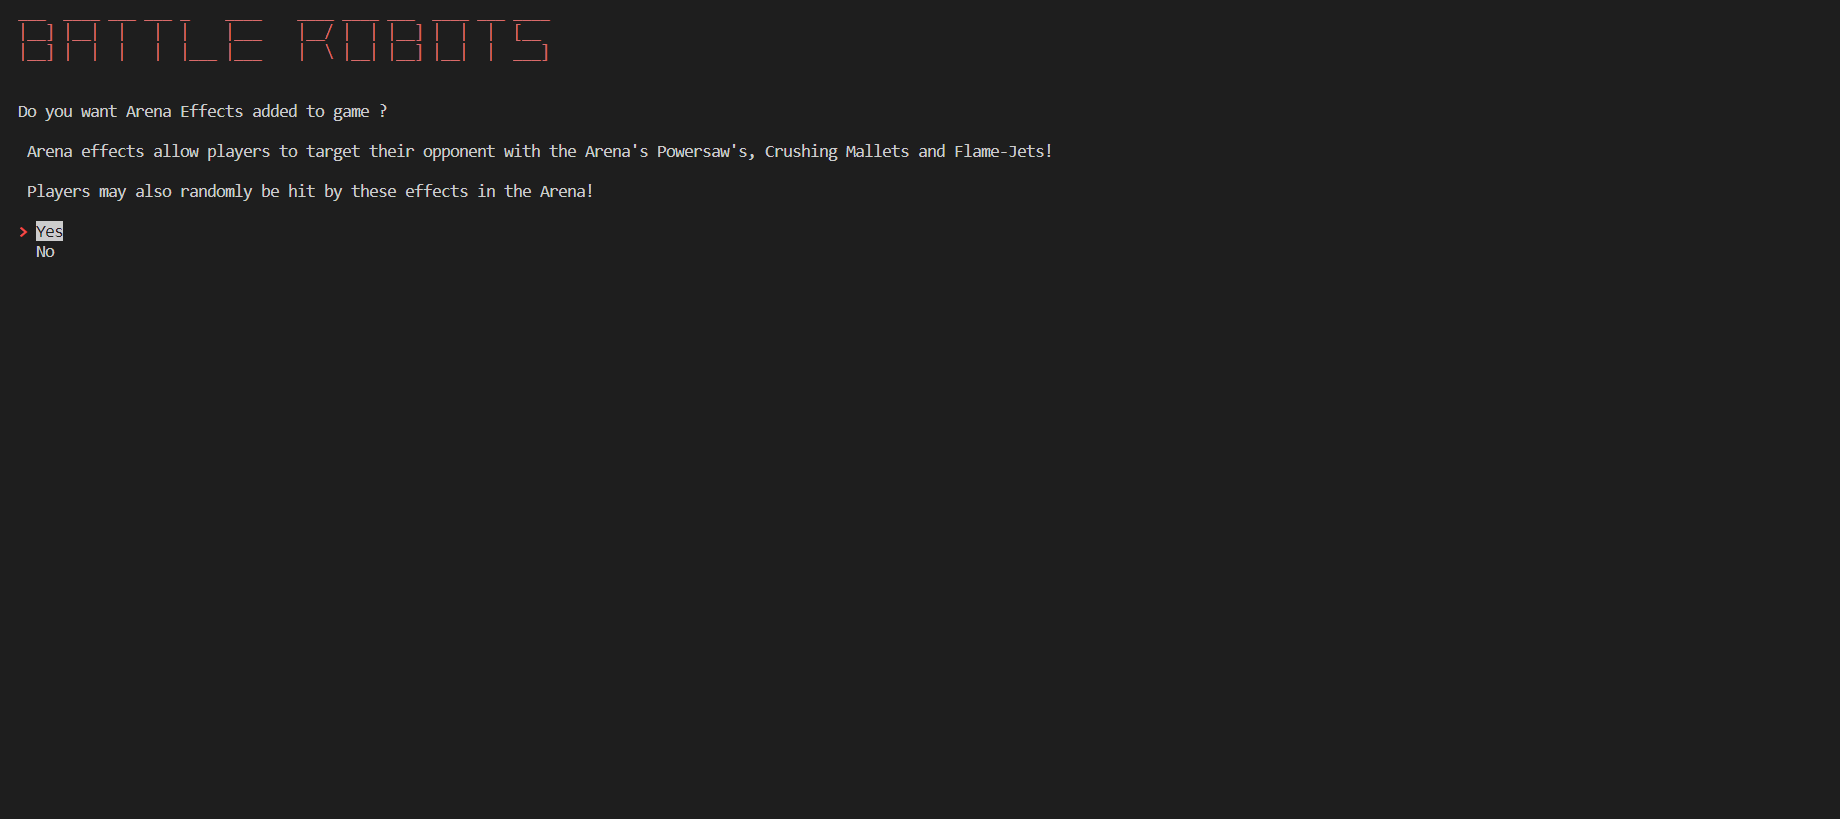 BATTLE ROBOTS
Do you want Arena Effects added to game ?
Arena effects allow players to target their opponent with the Arena's Powersaw's, Crushing Mallets and Flame-Jets!
Players may also randomly be hit by these effects in the Arena!
> Yes
No